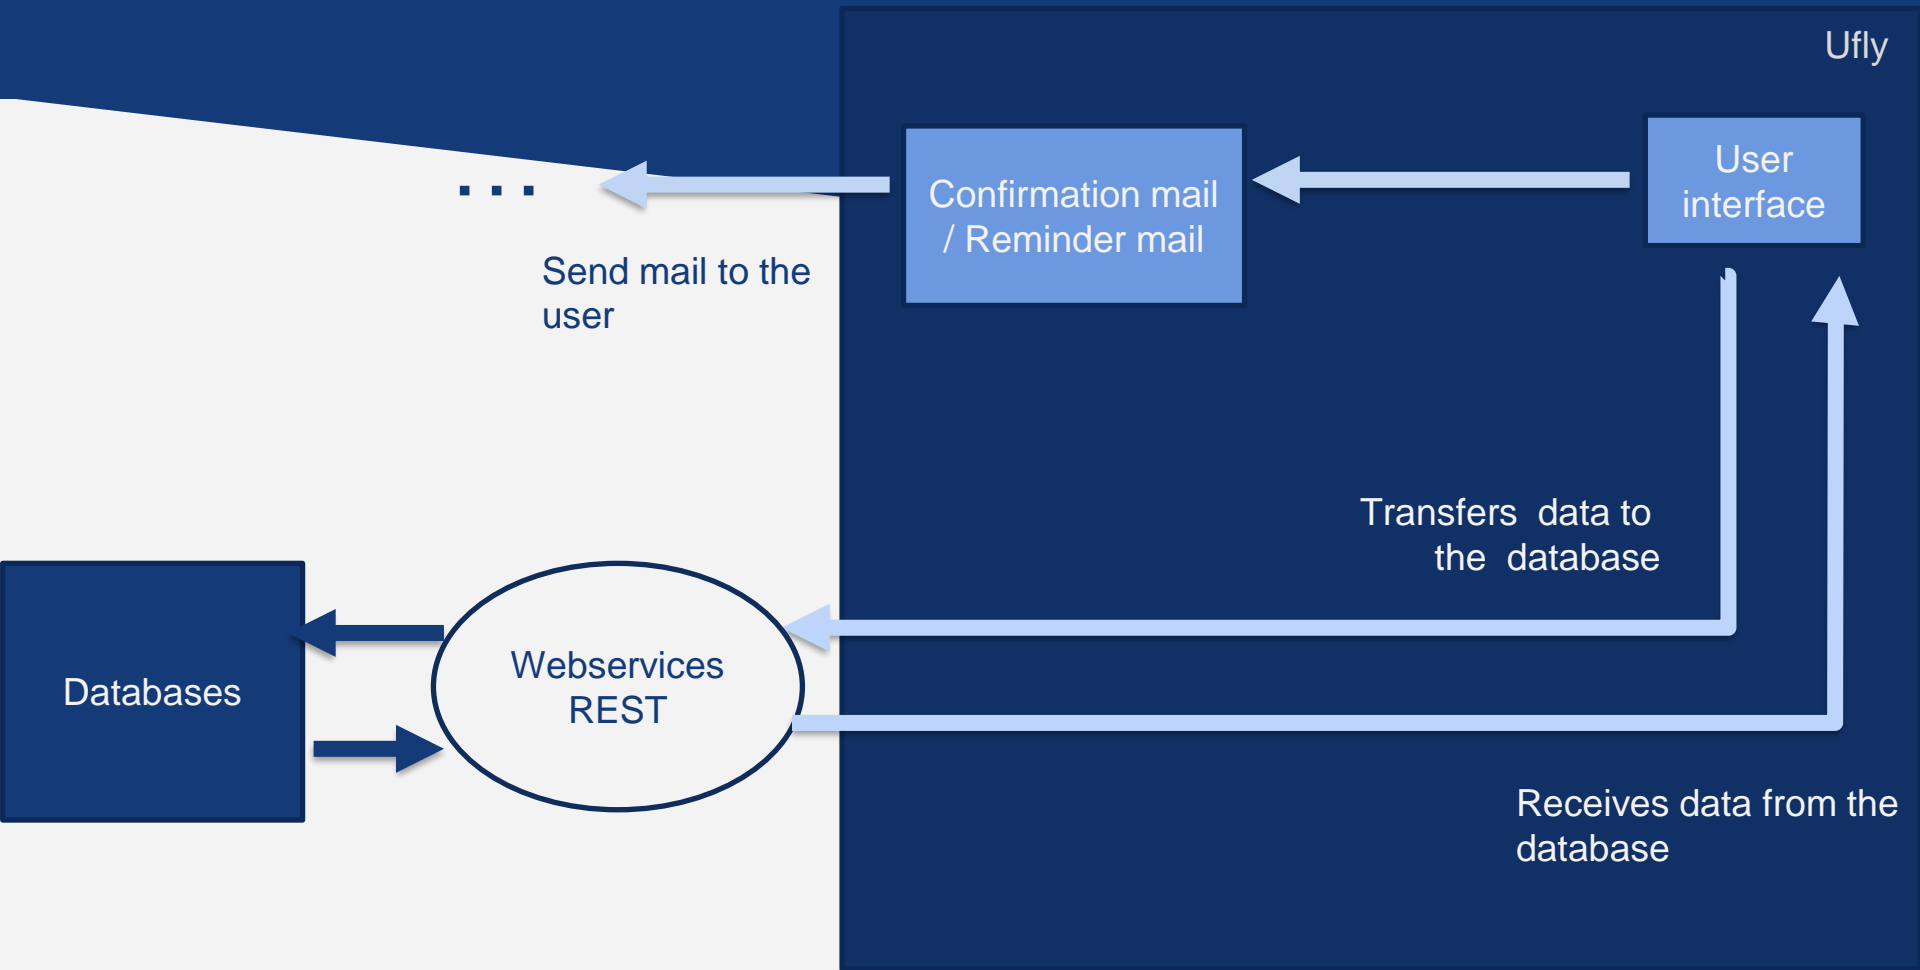 Ufly
User
interface
Confirmation mail
/ Reminder mail
...
Send mail to the
user
Transfers data to
the database
Webservices
REST
Databases
Receives data from the
database